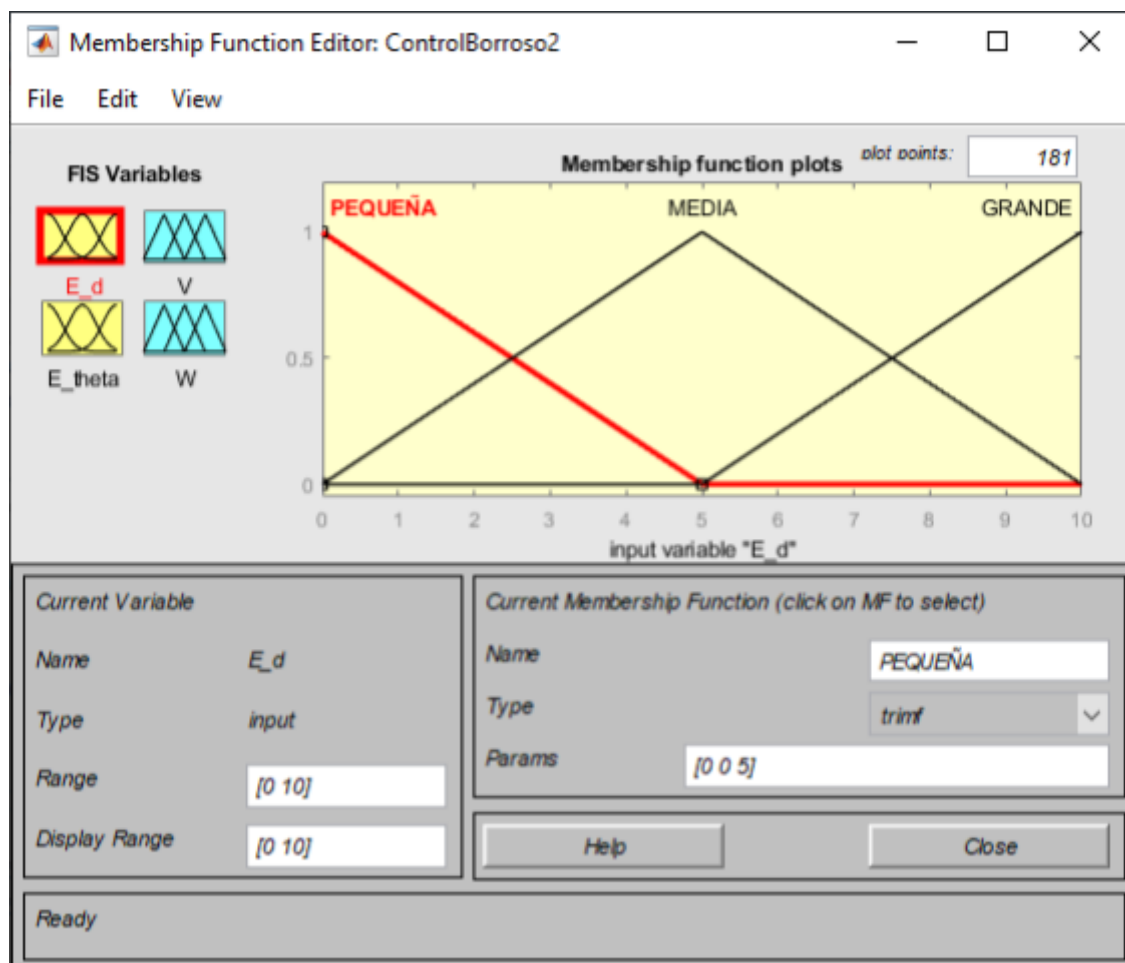 Membership Function Editor: ControlBorroso2
File Edit View
FIS Variables
E_d
V
E_theta
W
Membership function plots
plot points:
181
PEQUEÑA
MEDIA
GRANDE
1
0.5
0
0 1 2 3 4 5 6 7 8 9 10
input variable "E_d"
Current Variable
Name E_d
Type input
Range [0 10]
Display Range [0 10]
Current Membership Function (click on MF to select)
Name PEQUEÑA
Type trimf
Params [0 0 5]
Help Close
Ready